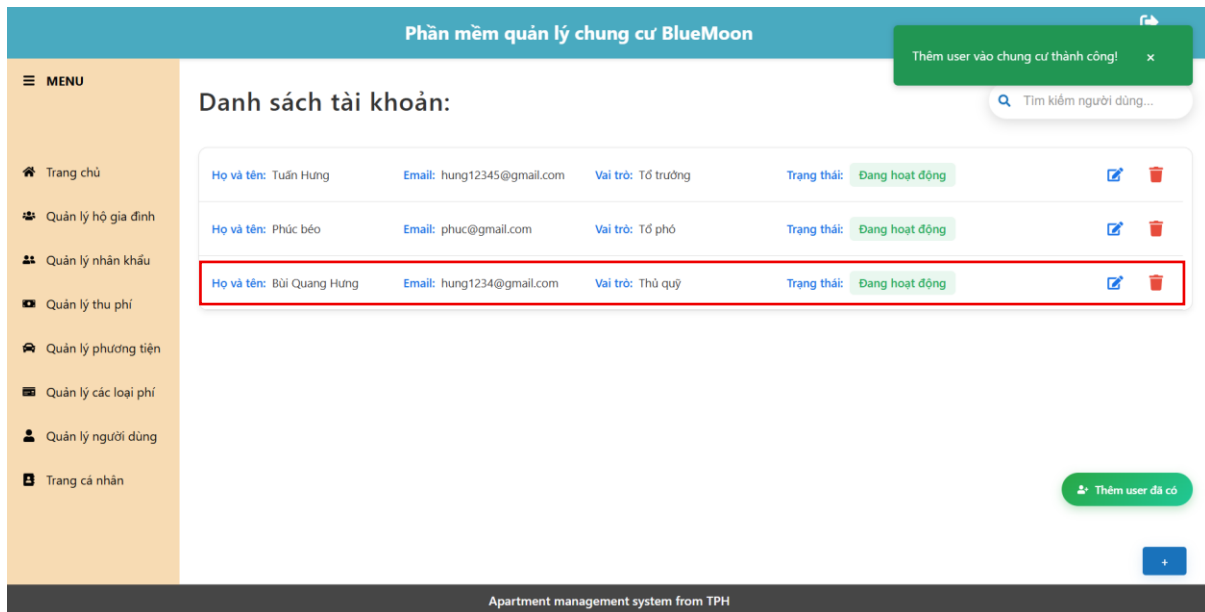 Phần mềm quản lý chung cư BlueMoon
Thêm user vào chung cư thành công! ×
MENU
Danh sách tài khoản:
Tìm kiếm người dùng...
Trang chủ
Quản lý hộ gia đình
Quản lý nhân khẩu
Quản lý thu phí
Quản lý phương tiện
Quản lý các loại phí
Quản lý người dùng
Trang cá nhân
Họ và tên: Tuấn Hưng Email: hung12345@gmail.com Vai trò: Tổ trưởng Trạng thái: Đang hoạt động
Họ và tên: Phúc béo Email: phuc@gmail.com Vai trò: Tổ phó Trạng thái: Đang hoạt động
Họ và tên: Bùi Quang Hưng Email: hung1234@gmail.com Vai trò: Thủ quỹ Trạng thái: Đang hoạt động
Thêm user đã có
+
Apartment management system from TPH